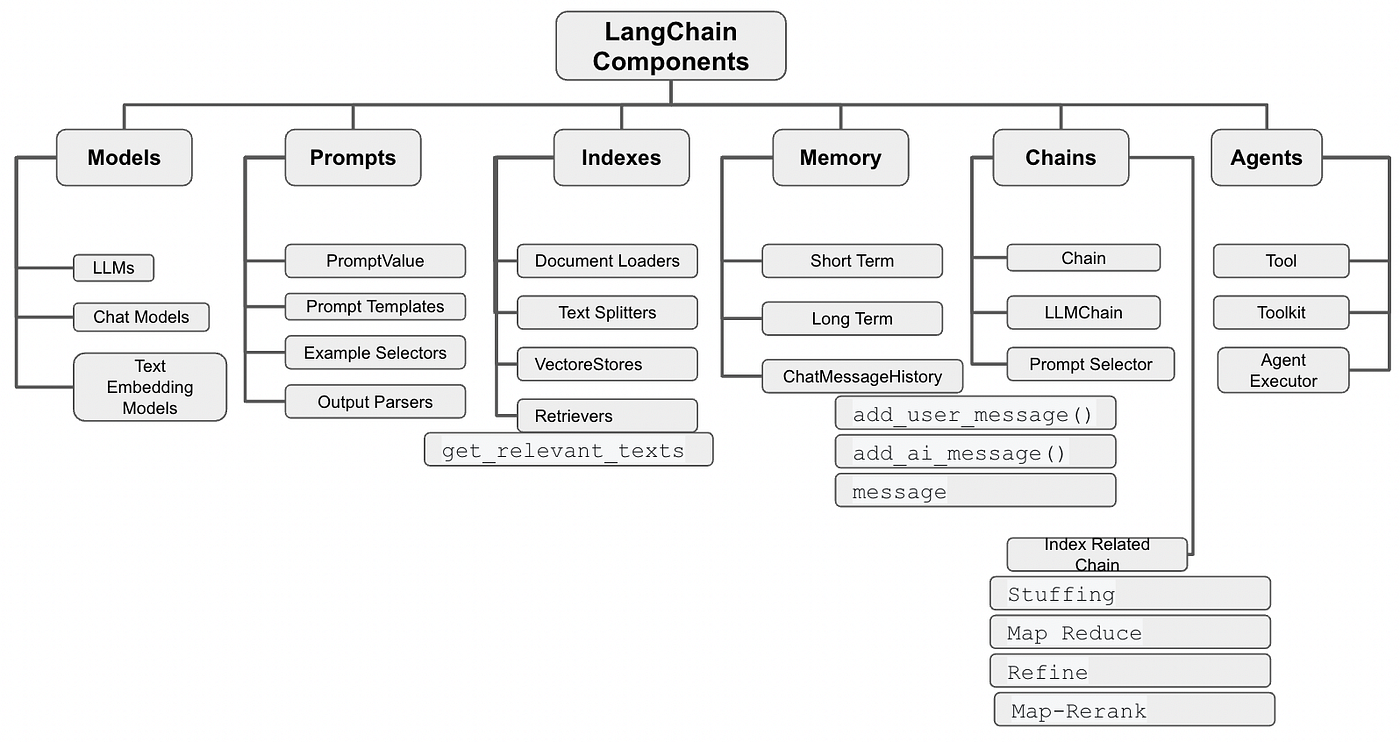 LangChain
Components
Models
Prompts
Indexes
Memory
Chains
Agents
LLMs
Chat Models
Text
Embedding
Models
PromptValue
Prompt Templates
Example Selectors
Output Parsers
Document Loaders
Text Splitters
VectoreStores
Retrievers
get_relevant_texts
Short Term
Long Term
ChatMessageHistory
add_user_message()
add_ai_message()
message
Chain
LLMChain
Prompt Selector
Index Related
Chain
Stuffing
Map Reduce
Refine
Map-Rerank
Tool
Toolkit
Agent
Executor